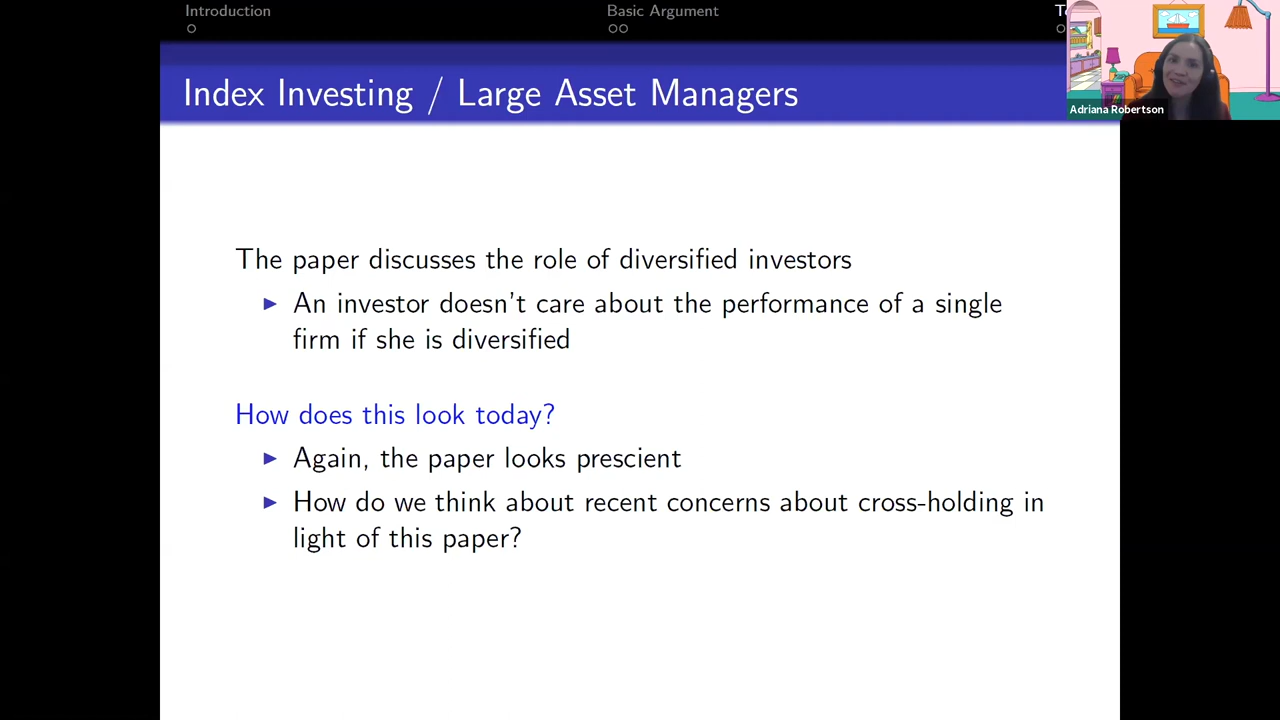 Introduction
Basic Argument
Index Investing / Large Asset Managers
Adriana Robertson
The paper discusses the role of diversified investors
An investor doesn't care about the performance of a single
firm if she is diversified
How does this look today?
Again, the paper looks prescient
How do we think about recent concerns about cross-holding in
light of this paper?